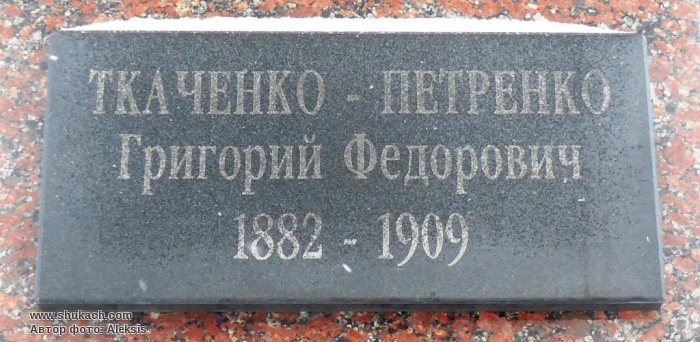 ТКАЧЕНКО - ПЕТРЕНКО
Григорий Федорович
1882 - 1909
www.shukach.com
Автор фото: Aleksis.